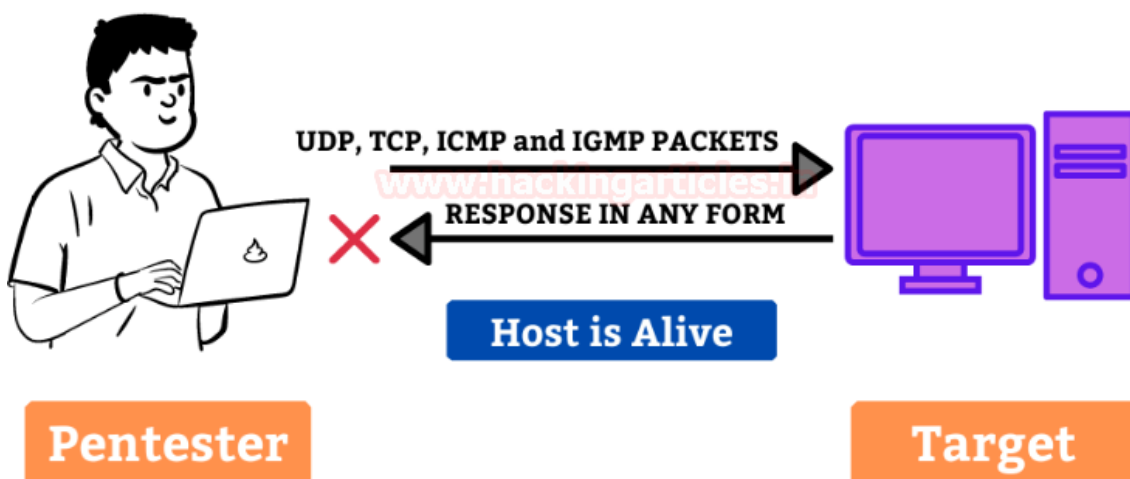 UDP, TCP, ICMP and IGMP PACKETS
www.hackingarticles.in
RESPONSE IN ANY FORM
Host is Alive
Pentester
Target